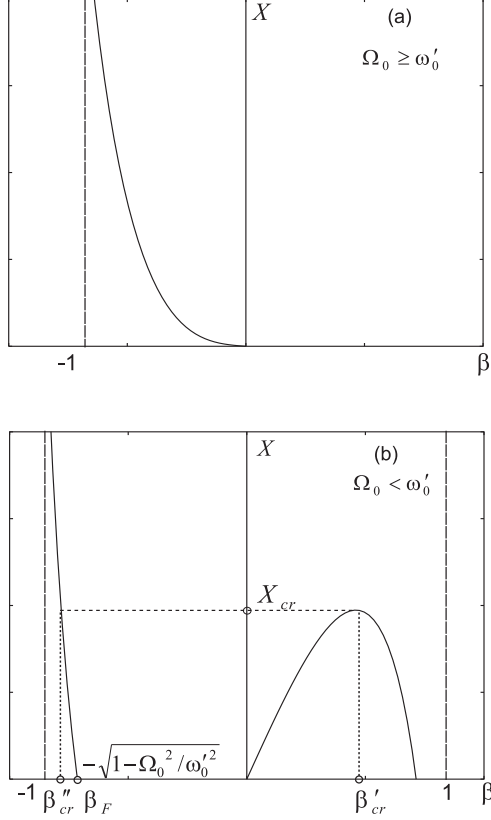 X
(a)
Ω₀ ≥ ω₀′
-1
β
X
(b)
Ω₀ < ω₀′
X_cr
-√(1-Ω₀²/ω₀′²)
-1
β″_cr
β_F
β′_cr
1
β